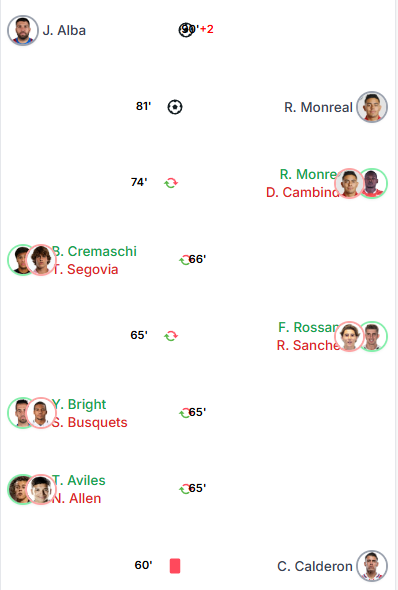 J. Alba 90'+2
81' R. Monreal
74' R. Monre
D. Cambind
B. Cremaschi 66'
T. Segovia
65' F. Rossan
R. Sanche
Y. Bright 65'
S. Busquets
T. Aviles 65'
N. Allen
60' C. Calderon